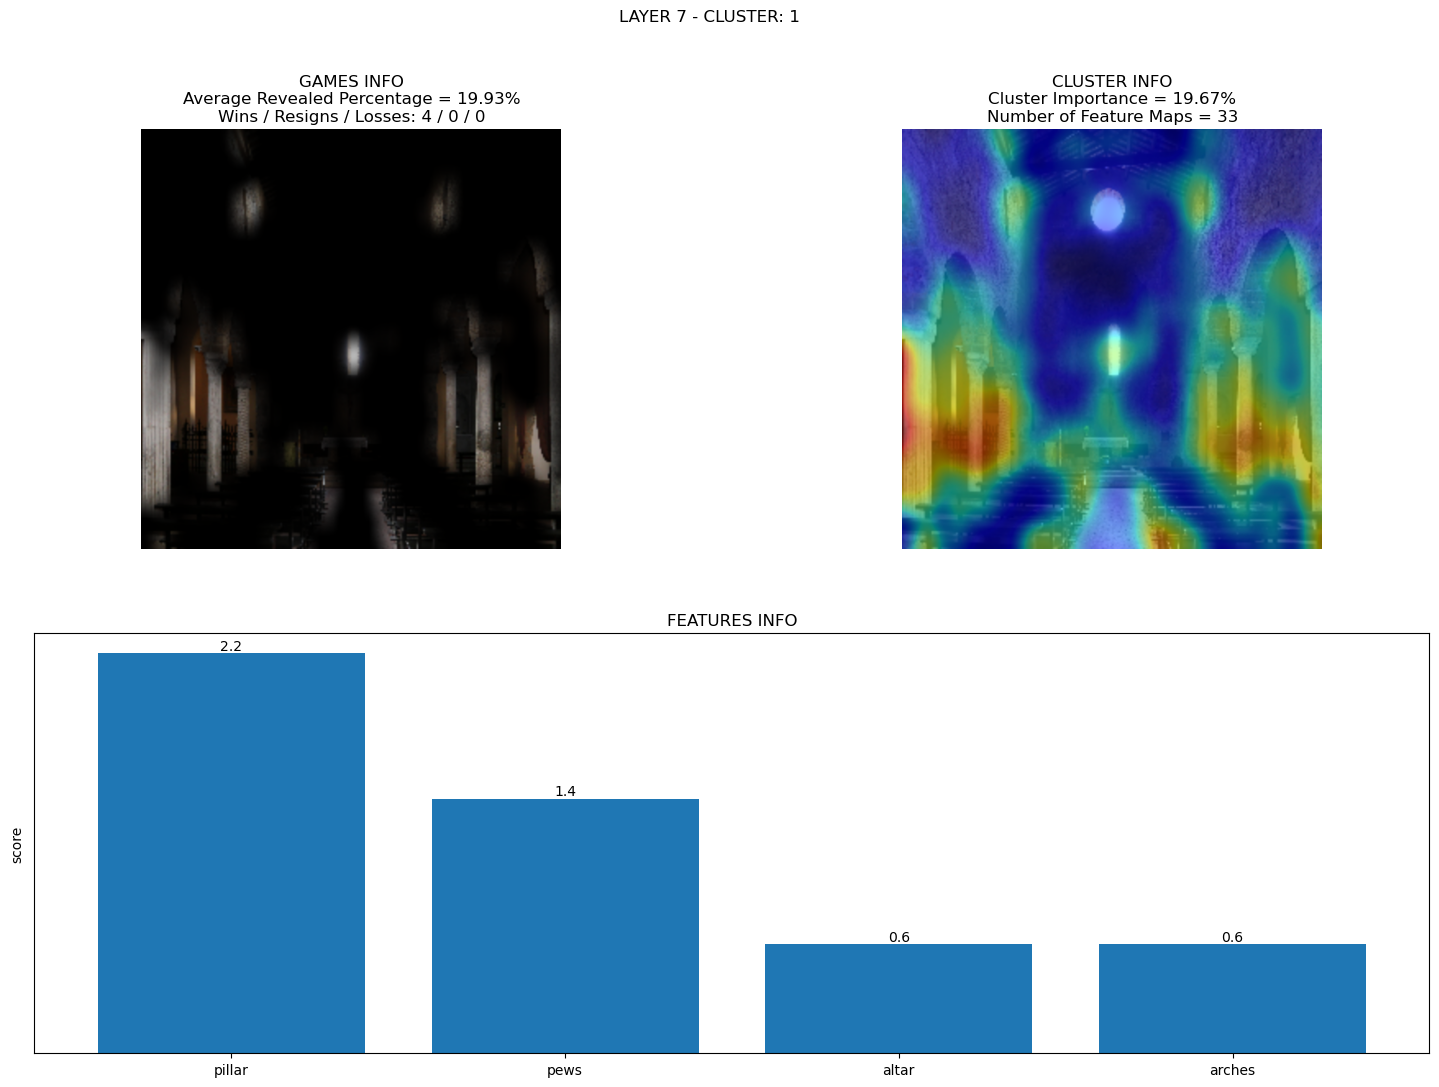 LAYER 7 - CLUSTER: 1
GAMES INFO
Average Revealed Percentage = 19.93%
Wins / Resigns / Losses: 4 / 0 / 0
CLUSTER INFO
Cluster Importance = 19.67%
Number of Feature Maps = 33
FEATURES INFO
score
2.2
1.4
0.6
0.6
pillar
pews
altar
arches